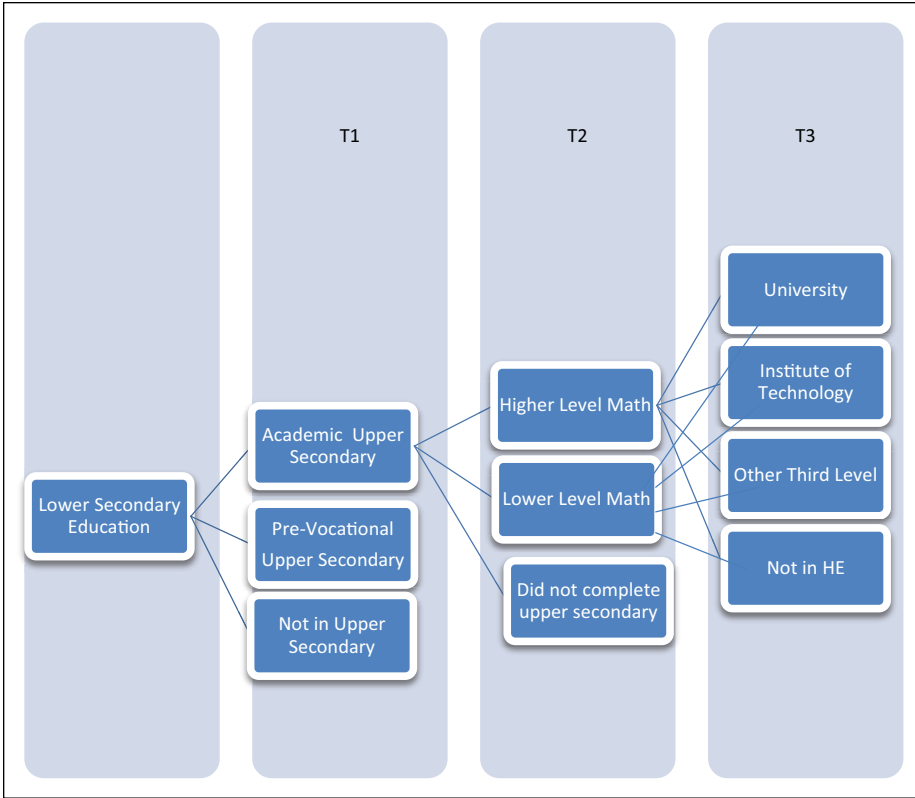 T1
T2
T3
University
Institute of
Technology
Higher Level Math
Academic  Upper
Secondary
Other Third Level
Lower Secondary
Education
Lower Level Math
Pre-Vocational
Upper Secondary
Not in HE
Did not complete
upper secondary
Not in Upper
Secondary